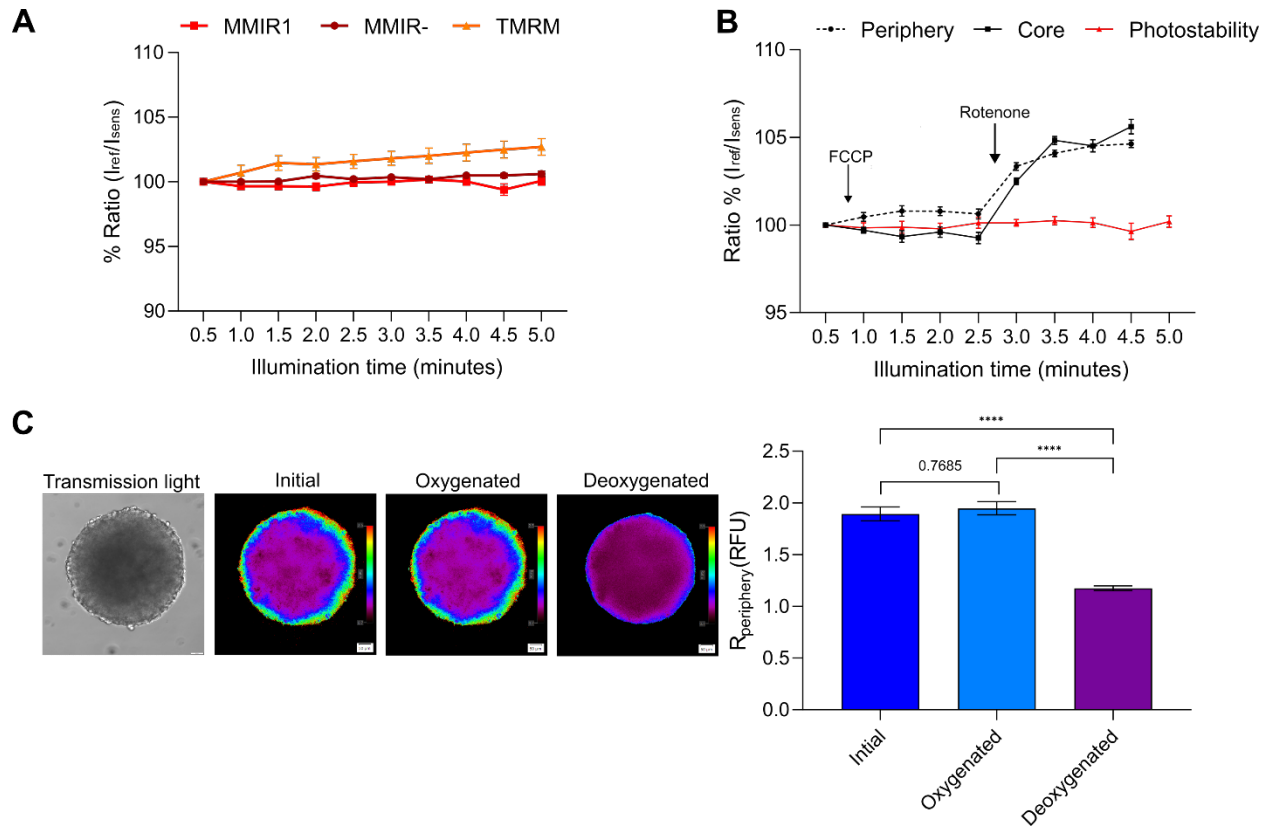 A
MMIR1 MMIR- TMRM
110
105
100
95
90
% Ratio (Iref/Isens)
0.5 1.0 1.5 2.0 2.5 3.0 3.5 4.0 4.5 5.0
Illumination time (minutes)
B
Periphery Core Photostability
110
105
100
95
Ratio % (Iref/Isens)
FCCP
Rotenone
0.5 1.0 1.5 2.0 2.5 3.0 3.5 4.0 4.5 5.0
Illumination time (minutes)
C
Transmission light Initial Oxygenated Deoxygenated
Rperiphery(RFU)
2.5
2.0
1.5
1.0
0.5
0.0
****
0.7685 ****
Intial
Oxygenated
Deoxygenated